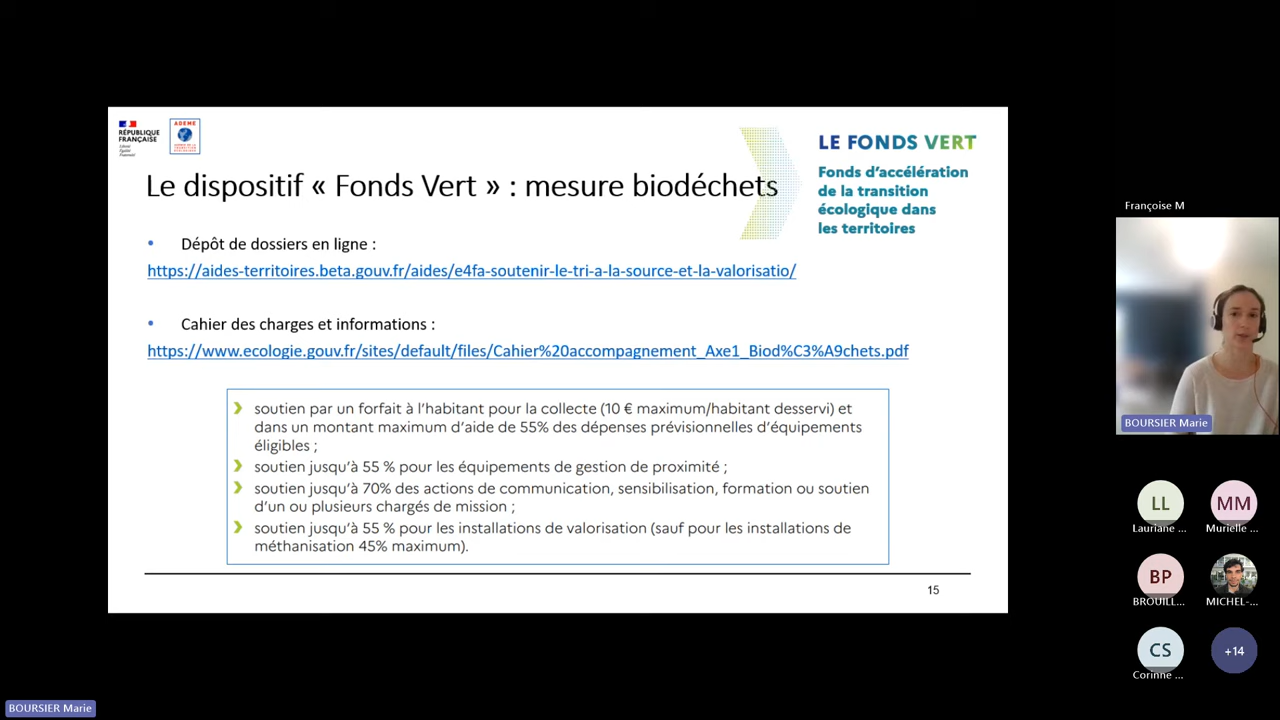 RÉPUBLIQUE
FRANÇAISE
Liberté
Égalité
Fraternité
ADEME
LE FONDS VERT
Fonds d'accélération
de la transition
écologique dans
les territoires
Le dispositif « Fonds Vert » : mesure biodéchets
• Dépôt de dossiers en ligne :
https://aides-territoires.beta.gouv.fr/aides/e4fa-soutenir-le-tri-a-la-source-et-la-valorisatio/
• Cahier des charges et informations :
https://www.ecologie.gouv.fr/sites/default/files/Cahier%20accompagnement_Axe1_Biod%C3%A9chets.pdf
soutien par un forfait à l'habitant pour la collecte (10 € maximum/habitant desservi) et
dans un montant maximum d'aide de 55% des dépenses prévisionnelles d'équipements
éligibles ;
soutien jusqu'à 55 % pour les équipements de gestion de proximité ;
soutien jusqu'à 70% des actions de communication, sensibilisation, formation ou soutien
d'un ou plusieurs chargés de mission ;
soutien jusqu'à 55 % pour les installations de valorisation (sauf pour les installations de
méthanisation 45% maximum).
15
Françoise M
BOURSIER Marie
LL
Lauriane ...
MM
Murielle ...
BP
BROUILL...
MICHEL-...
CS
Corinne ...
+14
BOURSIER Marie